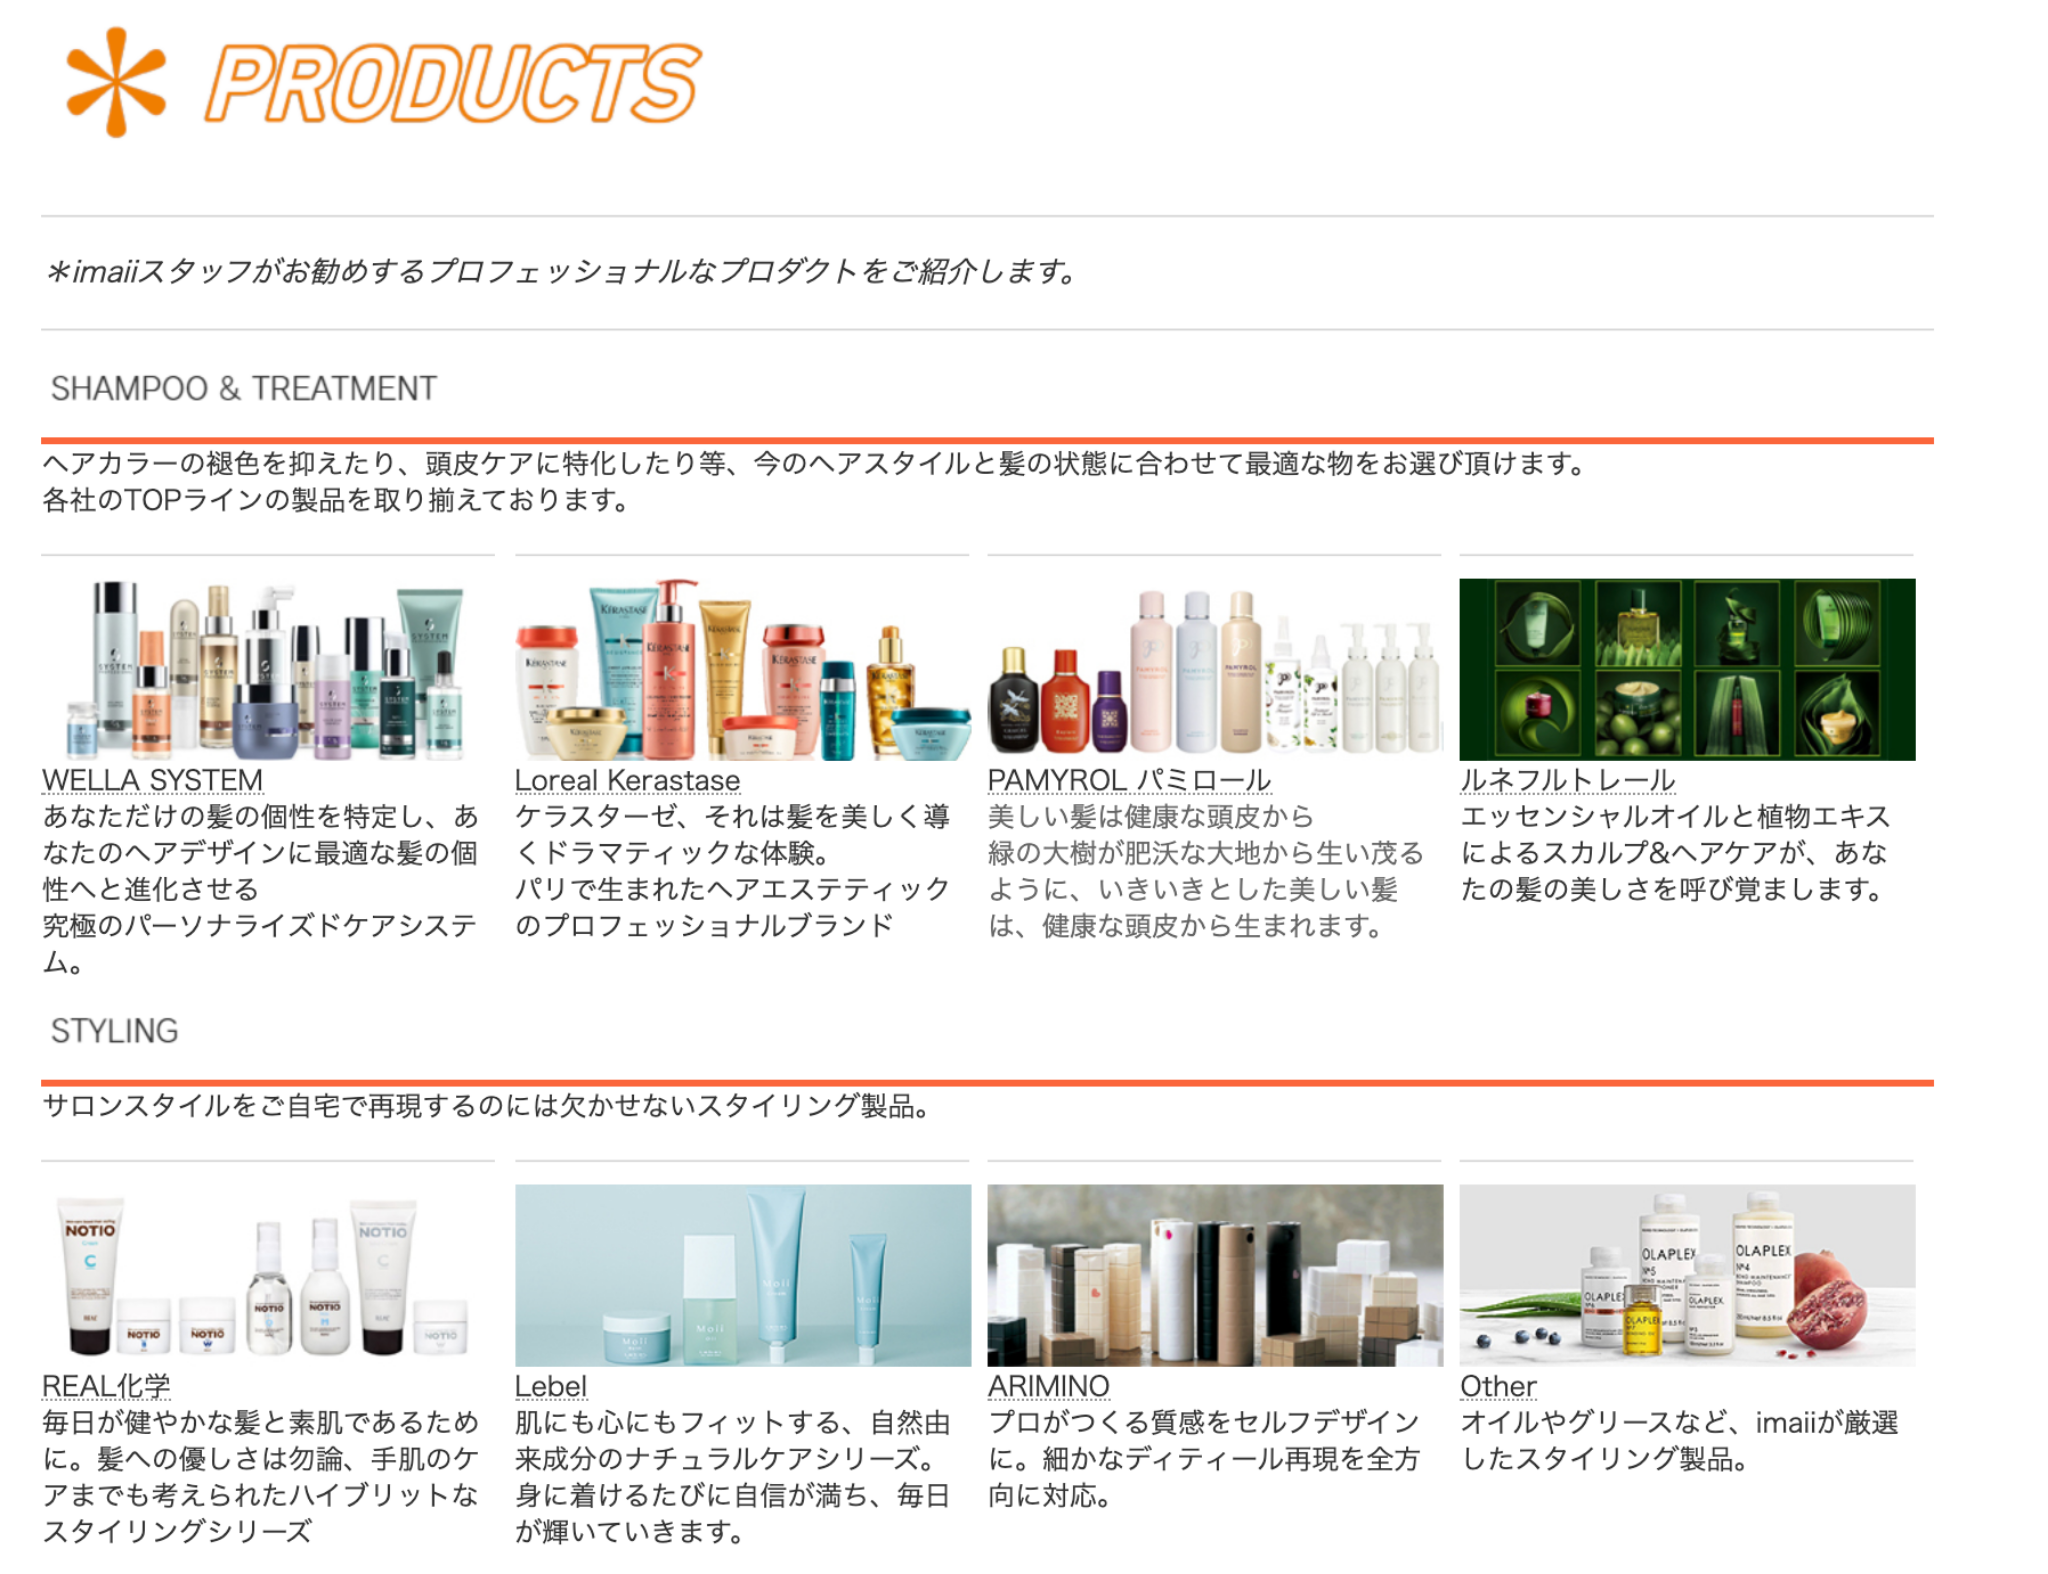 PRODUCTS
＊imaiiスタッフがお勧めするプロフェッショナルなプロダクトをご紹介します。
SHAMPOO & TREATMENT
ヘアカラーの褪色を抑えたり、頭皮ケアに特化したり等、今のヘアスタイルと髪の状態に合わせて最適な物をお選び頂けます。
各社のTOPラインの製品を取り揃えております。
SYSTEM
SYSTEM
KERASTASE
KERASTASE
KERASTASE
KERASTASE
PAMYROL
PAMYROL
PAMYROL
WELLA SYSTEM
あなただけの髪の個性を特定し、あ
なたのヘアデザインに最適な髪の個
性へと進化させる
究極のパーソナライズドケアシステ
ム。
Loreal Kerastase
ケラスターゼ、それは髪を美しく導
くドラマティックな体験。
パリで生まれたヘアエステティック
のプロフェッショナルブランド
PAMYROL パミロール
美しい髪は健康な頭皮から
緑の大樹が肥沃な大地から生い茂る
ように、いきいきとした美しい髪
は、健康な頭皮から生まれます。
ルネフルトレール
エッセンシャルオイルと植物エキス
によるスカルプ&ヘアケアが、あな
たの髪の美しさを呼び覚まします。
STYLING
サロンスタイルをご自宅で再現するのには欠かせないスタイリング製品。
NOTIO
C
NOTIO
NOTIO
NOTIO
NOTIO
NOTIO
C
NOTIO
Moii
Moii
Moii
Moii
OLAPLEX
Nº5
OLAPLEX
Nº4
OLAPLEX
OLAPLEX
OLAPLEX
REAL化学
毎日が健やかな髪と素肌であるため
に。髪への優しさは勿論、手肌のケ
アまでも考えられたハイブリットな
スタイリングシリーズ
Lebel
肌にも心にもフィットする、自然由
来成分のナチュラルケアシリーズ。
身に着けるたびに自信が満ち、毎日
が輝いていきます。
ARIMINO
プロがつくる質感をセルフデザイン
に。細かなディティール再現を全方
向に対応。
Other
オイルやグリースなど、imaiiが厳選
したスタイリング製品。